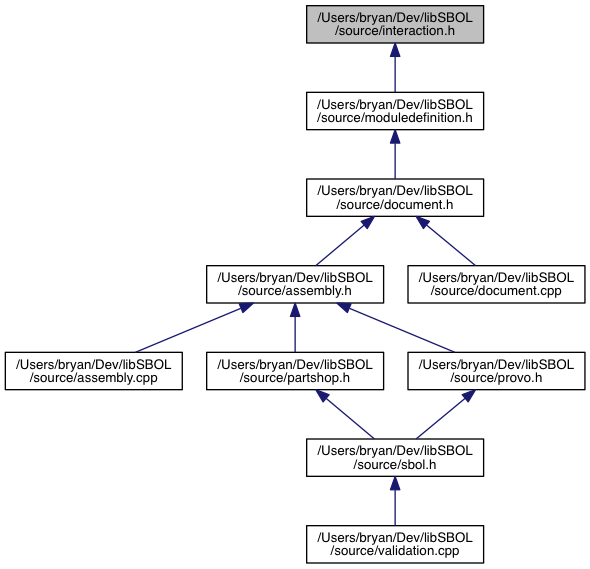 /Users/bryan/Dev/libSBOL
/source/interaction.h
/Users/bryan/Dev/libSBOL
/source/moduledefinition.h
/Users/bryan/Dev/libSBOL
/source/document.h
/Users/bryan/Dev/libSBOL
/source/assembly.h
/Users/bryan/Dev/libSBOL
/source/document.cpp
/Users/bryan/Dev/libSBOL
/source/assembly.cpp
/Users/bryan/Dev/libSBOL
/source/partshop.h
/Users/bryan/Dev/libSBOL
/source/provo.h
/Users/bryan/Dev/libSBOL
/source/sbol.h
/Users/bryan/Dev/libSBOL
/source/validation.cpp